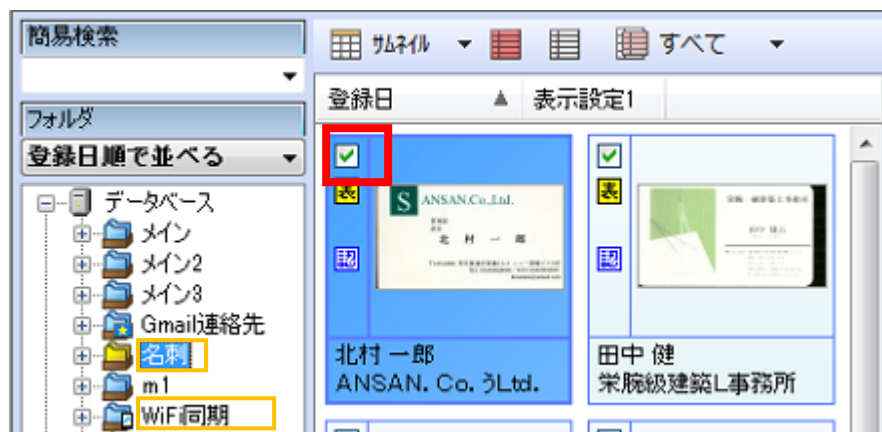 簡易検索
フォルダ
登録日順で並べる
データベース
メイン
メイン2
メイン3
Gmail連絡先
名刺
m1
WiFi同期
サムネイル
すべて
登録日
表示設定1
表
S ANSAN.Co.,Ltd.
北 村 一 郎
認
北村 一郎
ANSAN. Co. うLtd.
表
認
田中 健
栄腕級建築L事務所